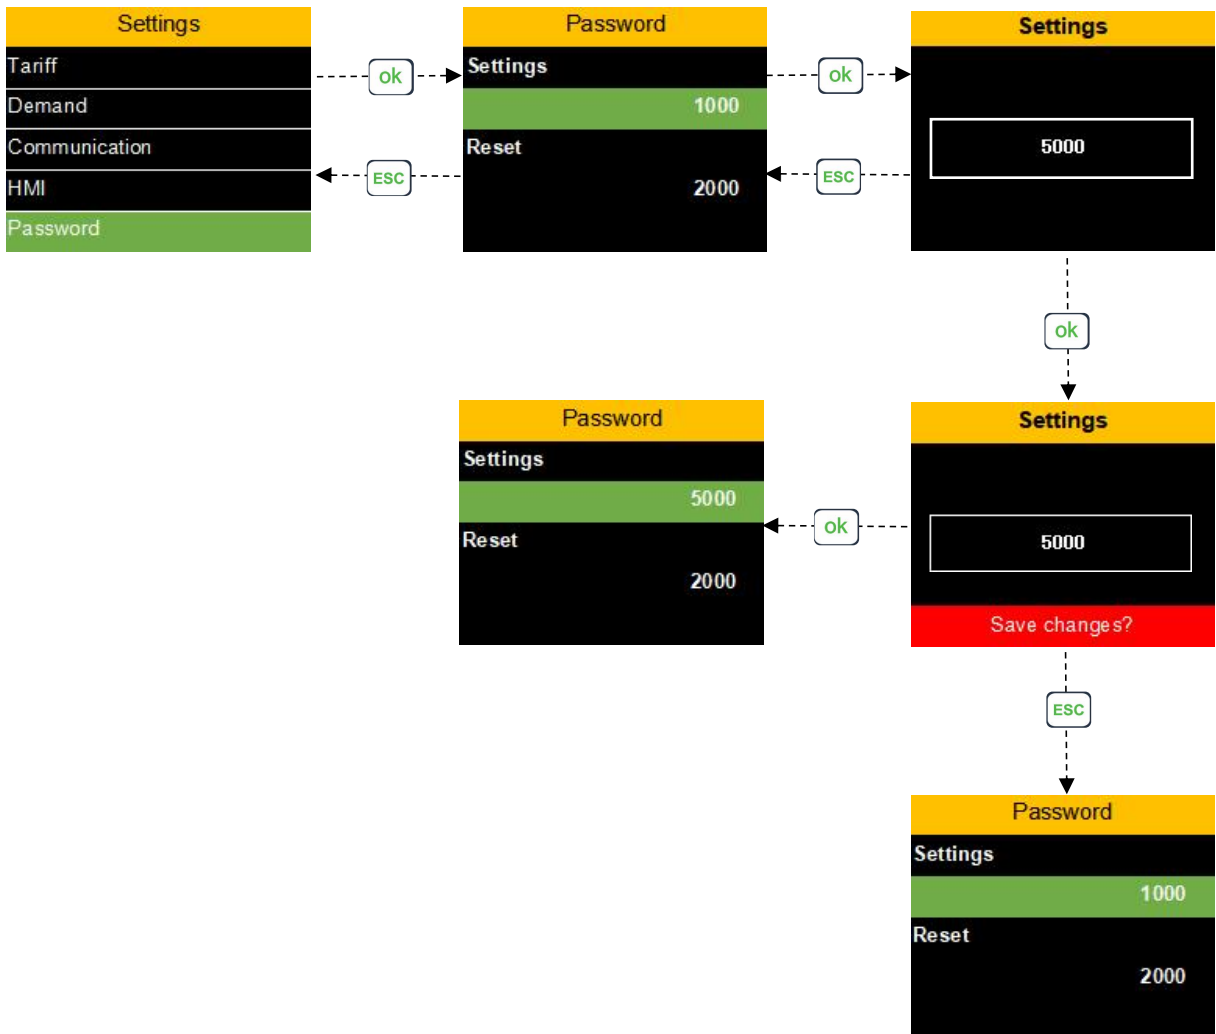 Settings
Tariff
Demand
Communication
HMI
Password
ok
ESC
Password
Settings
1000
Reset
2000
ok
ESC
Settings
5000
ok
Settings
5000
Save changes?
ok
Password
Settings
5000
Reset
2000
ESC
Password
Settings
1000
Reset
2000